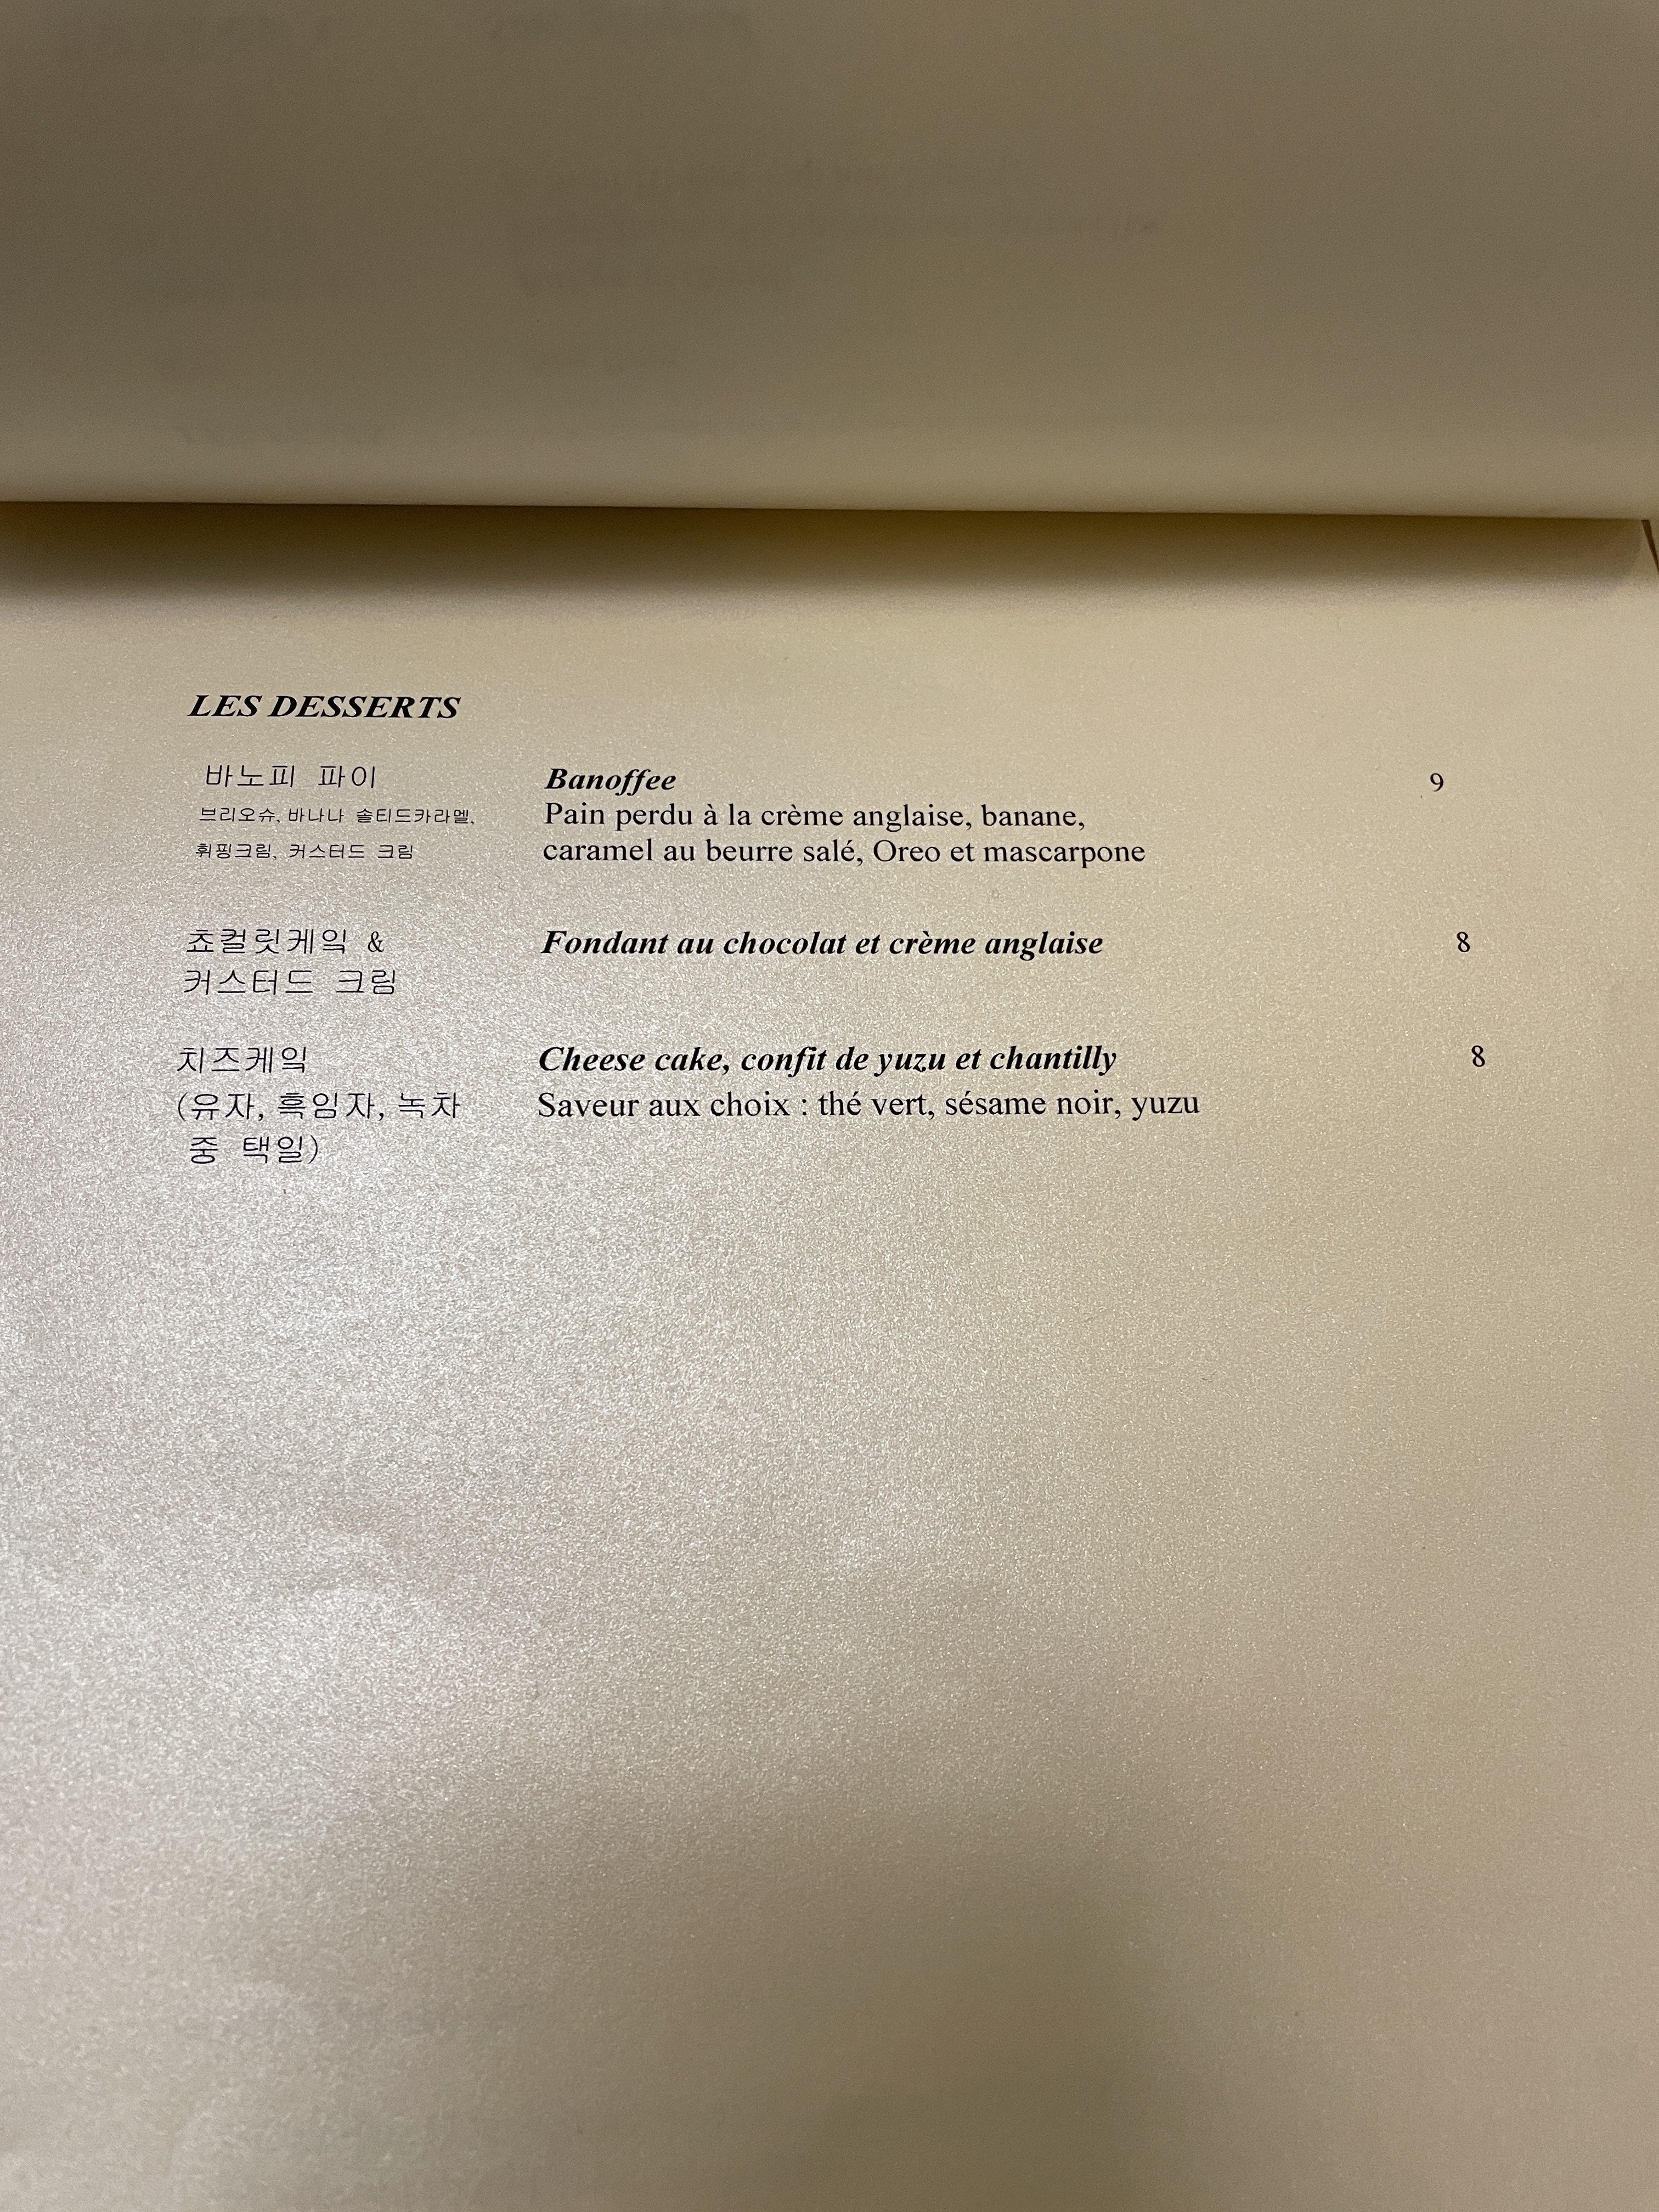 LES DESSERTS
바노피 파이
브리오슈, 바나나 솔티드카라멜,
휘핑크림, 커스터드 크림
Banoffee 9
Pain perdu à la crème anglaise, banane,
caramel au beurre salé, Oreo et mascarpone
쵸컬릿케잌 &
커스터드 크림
Fondant au chocolat et crème anglaise 8
치즈케잌
(유자, 흑임자, 녹차
중 택일)
Cheese cake, confit de yuzu et chantilly 8
Saveur aux choix : thé vert, sésame noir, yuzu